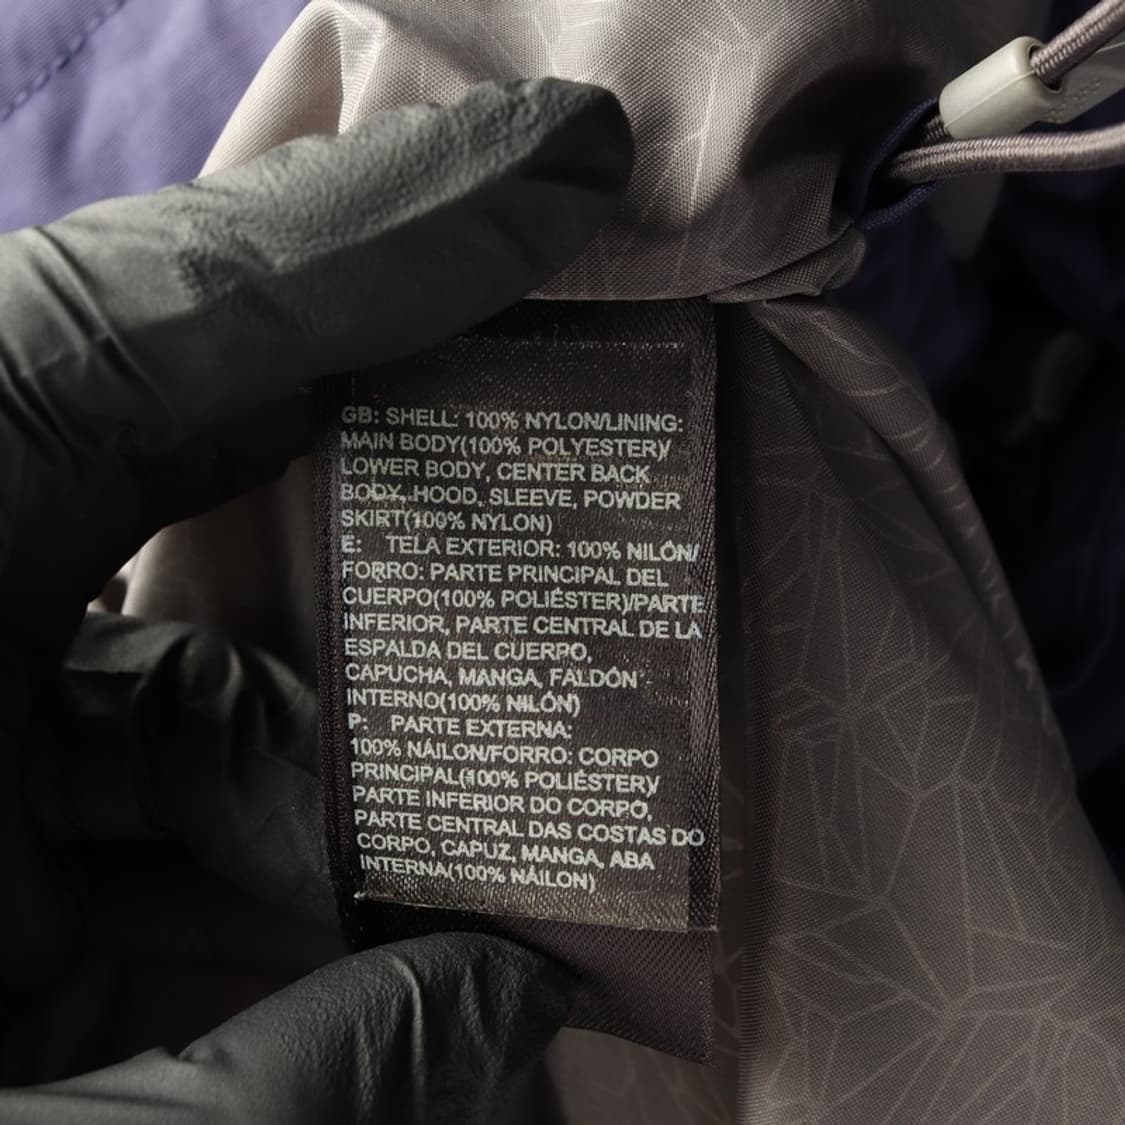 GB: SHELL: 100% NYLON/LINING:
MAIN BODY(100% POLYESTER)/
LOWER BODY, CENTER BACK
BODY, HOOD, SLEEVE, POWDER
SKIRT(100% NYLON)
E: TELA EXTERIOR: 100% NILÓN/
FORRO: PARTE PRINCIPAL DEL
CUERPO(100% POLIÉSTER)/PARTE
INFERIOR, PARTE CENTRAL DE LA
ESPALDA DEL CUERPO,
CAPUCHA, MANGA, FALDÓN
INTERNO(100% NILÓN)
P: PARTE EXTERNA:
100% NÁILON/FORRO: CORPO
PRINCIPAL(100% POLIÉSTER)/
PARTE INFERIOR DO CORPO,
PARTE CENTRAL DAS COSTAS DO
CORPO, CAPUZ, MANGA, ABA
INTERNA(100% NÁILON)